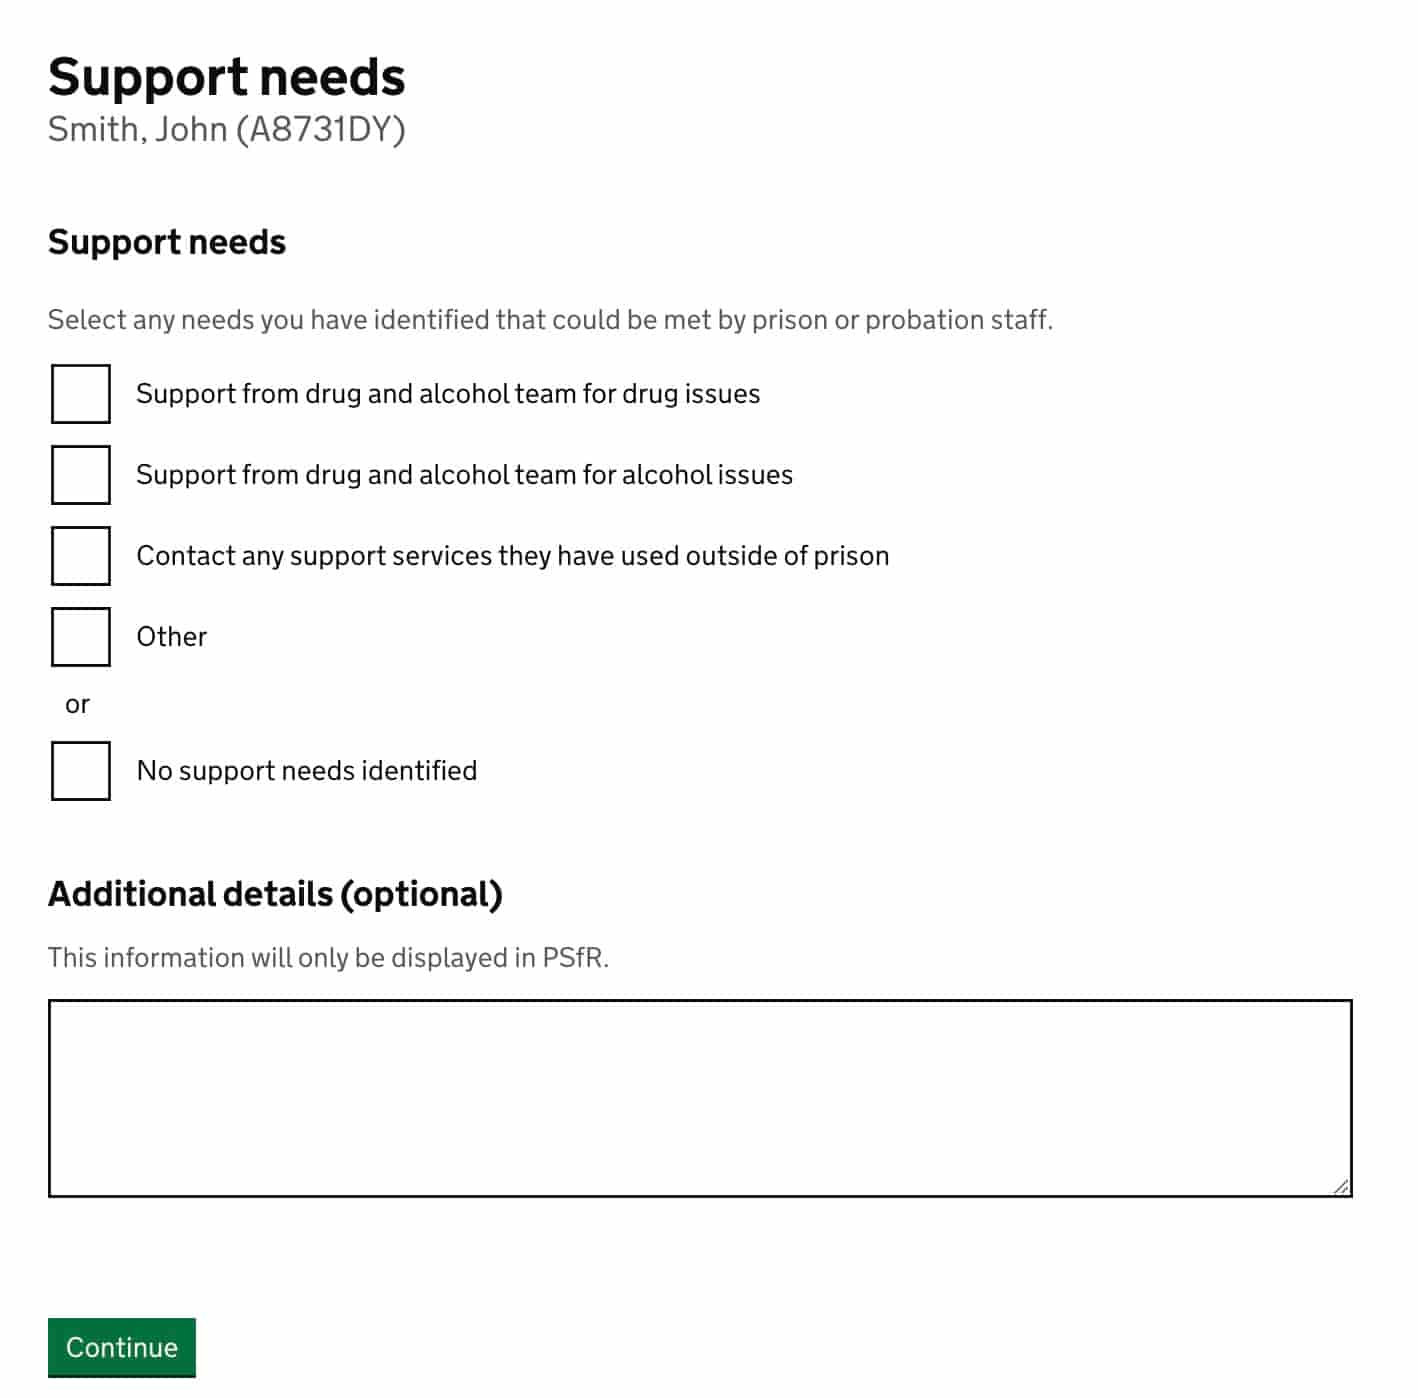 Support needs
Smith, John (A8731DY)
Support needs
Select any needs you have identified that could be met by prison or probation staff.
Support from drug and alcohol team for drug issues
Support from drug and alcohol team for alcohol issues
Contact any support services they have used outside of prison
Other
or
No support needs identified
Additional details (optional)
This information will only be displayed in PSfR.
Continue